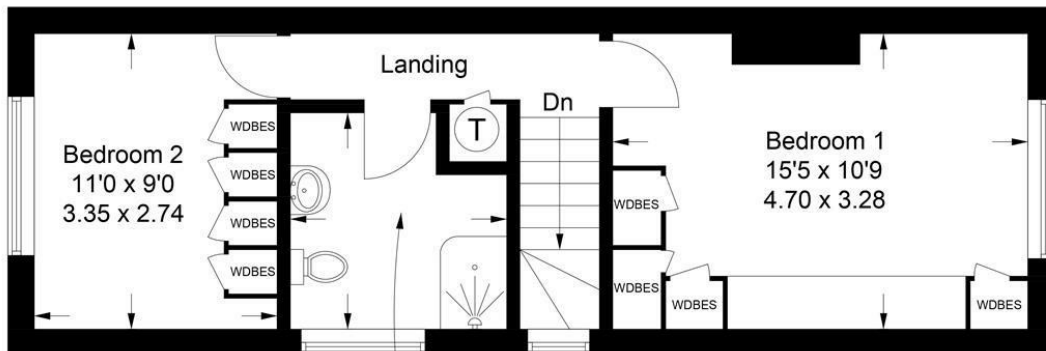 Landing
Dn
T
WDBES
WDBES
WDBES
WDBES
Bedroom 2
11'0 x 9'0
3.35 x 2.74
Bedroom 1
15'5 x 10'9
4.70 x 3.28
WDBES
WDBES
WDBES
WDBES